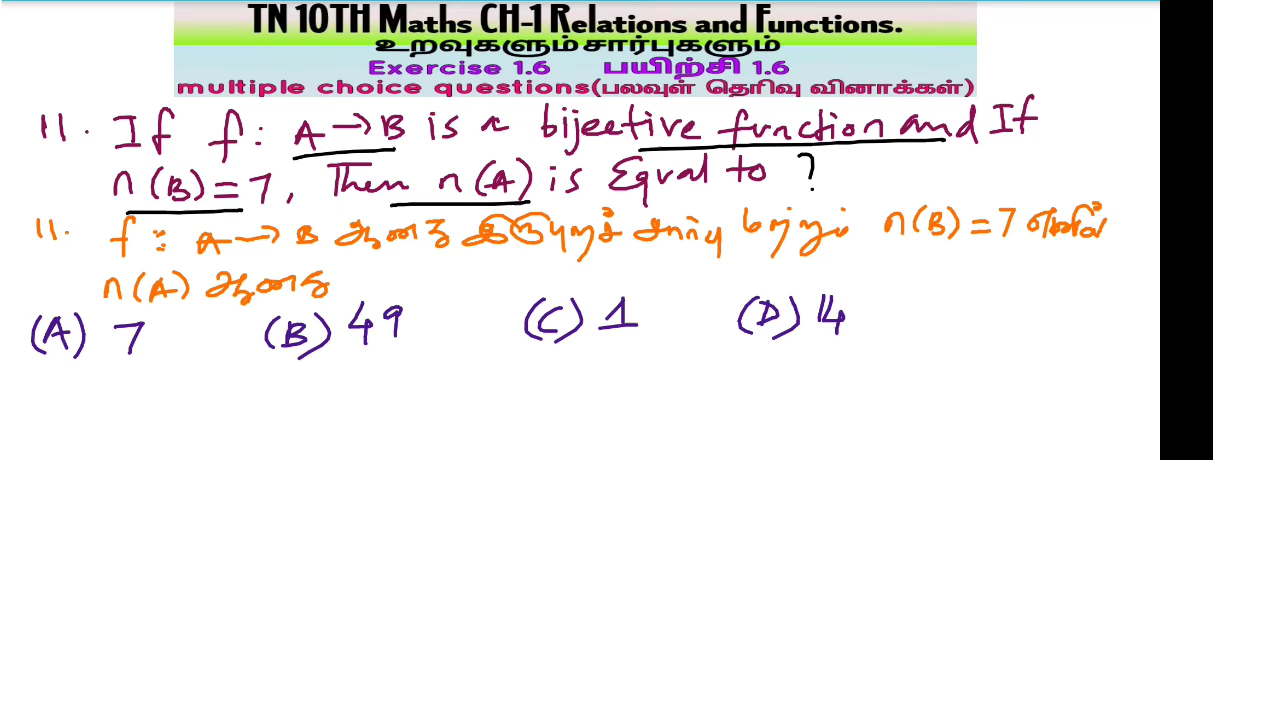 TN 10TH Maths CH-1 Relations and Functions.
உறவுகளும் சார்புகளும்
Exercise 1.6 பயிற்சி 1.6
multiple choice questions(பலவுள் தெரிவு வினாக்கள்)
11. If f: A → B is a bijective function and If
n(B) = 7, Then n(A) is Equal to ?
11. f : A → B ஆனது இருபுறச் சார்பு மற்றும் n(B) = 7 எனில்
n(A) ஆனது
(A) 7 (B) 49 (C) 1 (D) 14